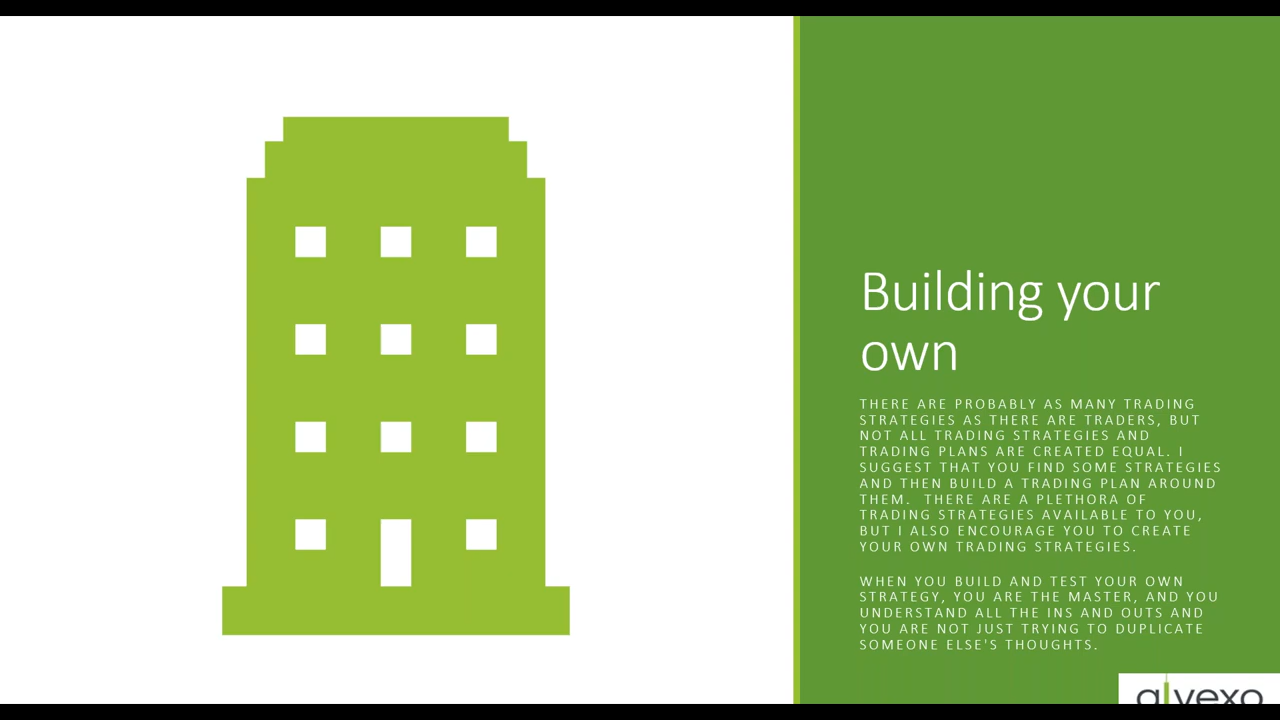 Building your
own
THERE ARE PROBABLY AS MANY TRADING
STRATEGIES AS THERE ARE TRADERS, BUT
NOT ALL TRADING STRATEGIES AND
TRADING PLANS ARE CREATED EQUAL. I
SUGGEST THAT YOU FIND SOME STRATEGIES
AND THEN BUILD A TRADING PLAN AROUND
THEM.  THERE ARE A PLETHORA OF
TRADING STRATEGIES AVAILABLE TO YOU,
BUT I ALSO ENCOURAGE YOU TO CREATE
YOUR OWN TRADING STRATEGIES.
WHEN YOU BUILD AND TEST YOUR OWN
STRATEGY, YOU ARE THE MASTER, AND YOU
UNDERSTAND ALL THE INS AND OUTS AND
YOU ARE NOT JUST TRYING TO DUPLICATE
SOMEONE ELSE'S THOUGHTS.
alvexo